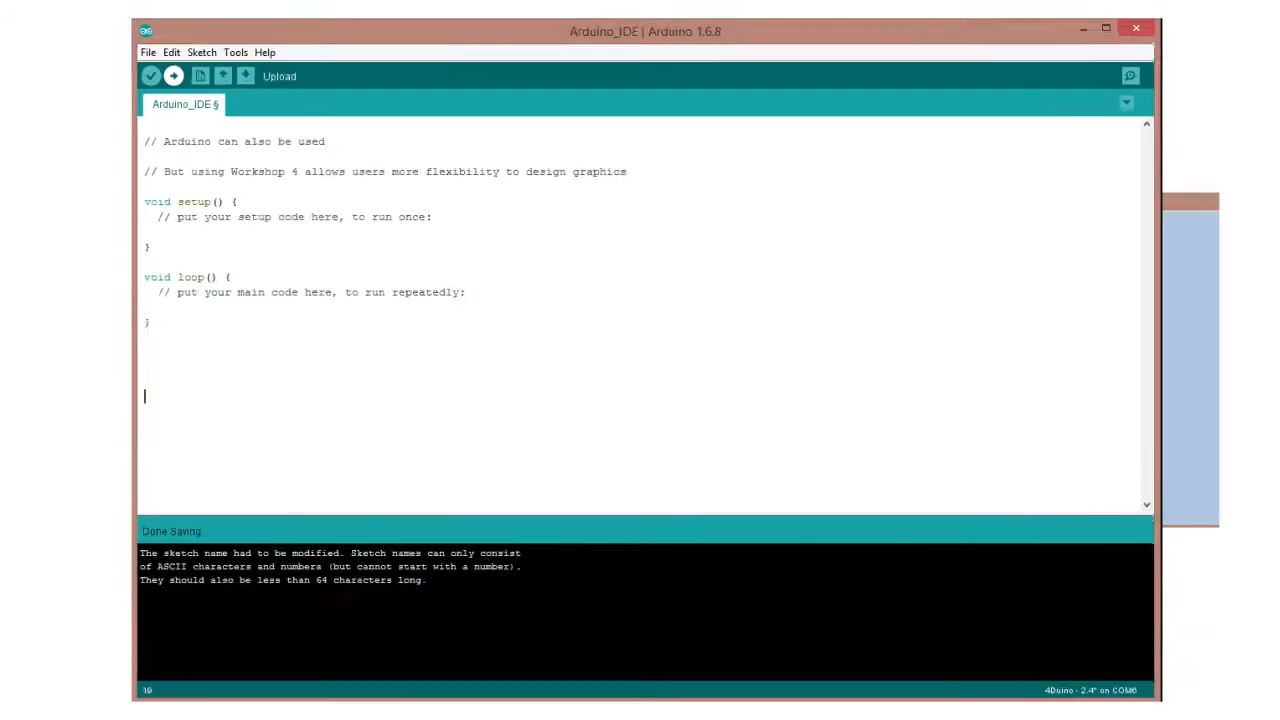 Arduino_IDE | Arduino 1.6.8
File Edit Sketch Tools Help
Upload
Arduino_IDE §
// Arduino can also be used
// But using Workshop 4 allows users more flexibility to design graphics
void setup() {
// put your setup code here, to run once:
}
void loop() {
// put your main code here, to run repeatedly:
}
Done Saving.
The sketch name had to be modified. Sketch names can only consist
of ASCII characters and numbers (but cannot start with a number).
They should also be less than 64 characters long.
19
4Duino - 2.4" on COM6